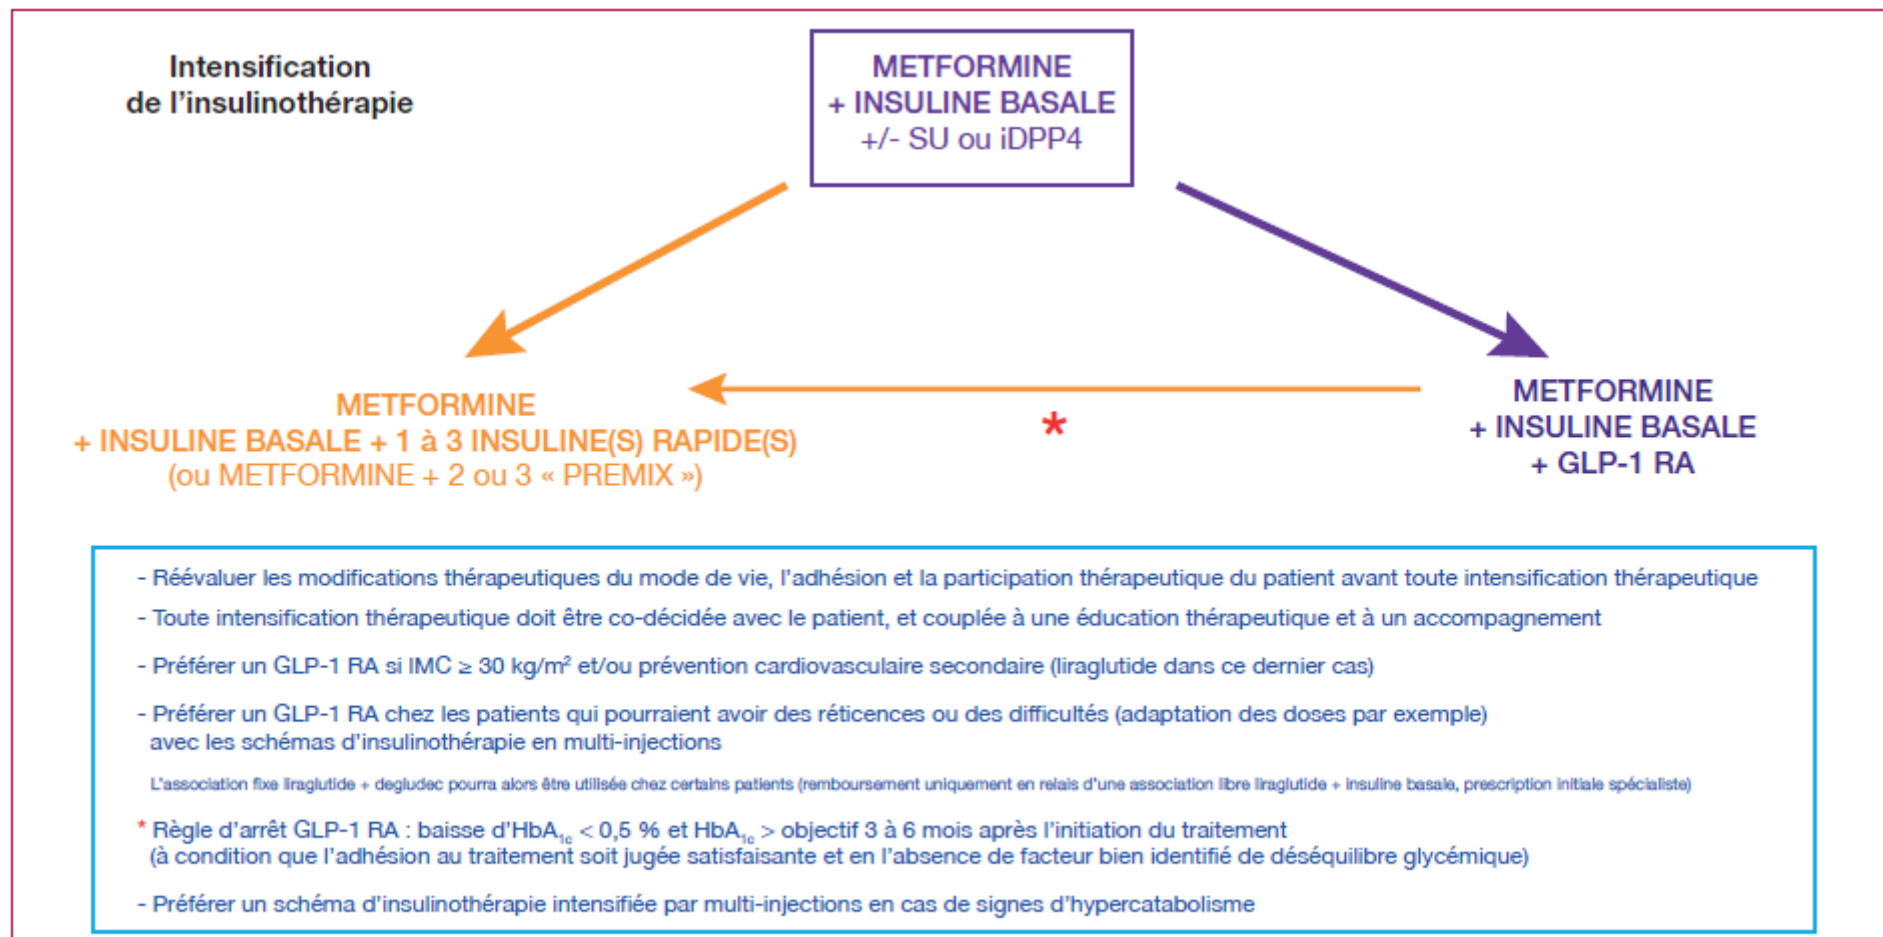 Intensification
de l'insulinothérapie
METFORMINE
+ INSULINE BASALE
+/- SU ou iDPP4
METFORMINE
+ INSULINE BASALE + 1 à 3 INSULINE(S) RAPIDE(S)
(ou METFORMINE + 2 ou 3 « PREMIX »)
*
METFORMINE
+ INSULINE BASALE
+ GLP-1 RA
- Réévaluer les modifications thérapeutiques du mode de vie, l'adhésion et la participation thérapeutique du patient avant toute intensification thérapeutique
- Toute intensification thérapeutique doit être co-décidée avec le patient, et couplée à une éducation thérapeutique et à un accompagnement
- Préférer un GLP-1 RA si IMC ≥ 30 kg/m² et/ou prévention cardiovasculaire secondaire (liraglutide dans ce dernier cas)
- Préférer un GLP-1 RA chez les patients qui pourraient avoir des réticences ou des difficultés (adaptation des doses par exemple)
avec les schémas d'insulinothérapie en multi-injections
L'association fixe liraglutide + degludec pourra alors être utilisée chez certains patients (remboursement uniquement en relais d'une association libre liraglutide + insuline basale, prescription initiale spécialiste)
* Règle d'arrêt GLP-1 RA : baisse d'HbA1c < 0,5 % et HbA1c > objectif 3 à 6 mois après l'initiation du traitement
(à condition que l'adhésion au traitement soit jugée satisfaisante et en l'absence de facteur bien identifié de déséquilibre glycémique)
- Préférer un schéma d'insulinothérapie intensifiée par multi-injections en cas de signes d'hypercatabolisme